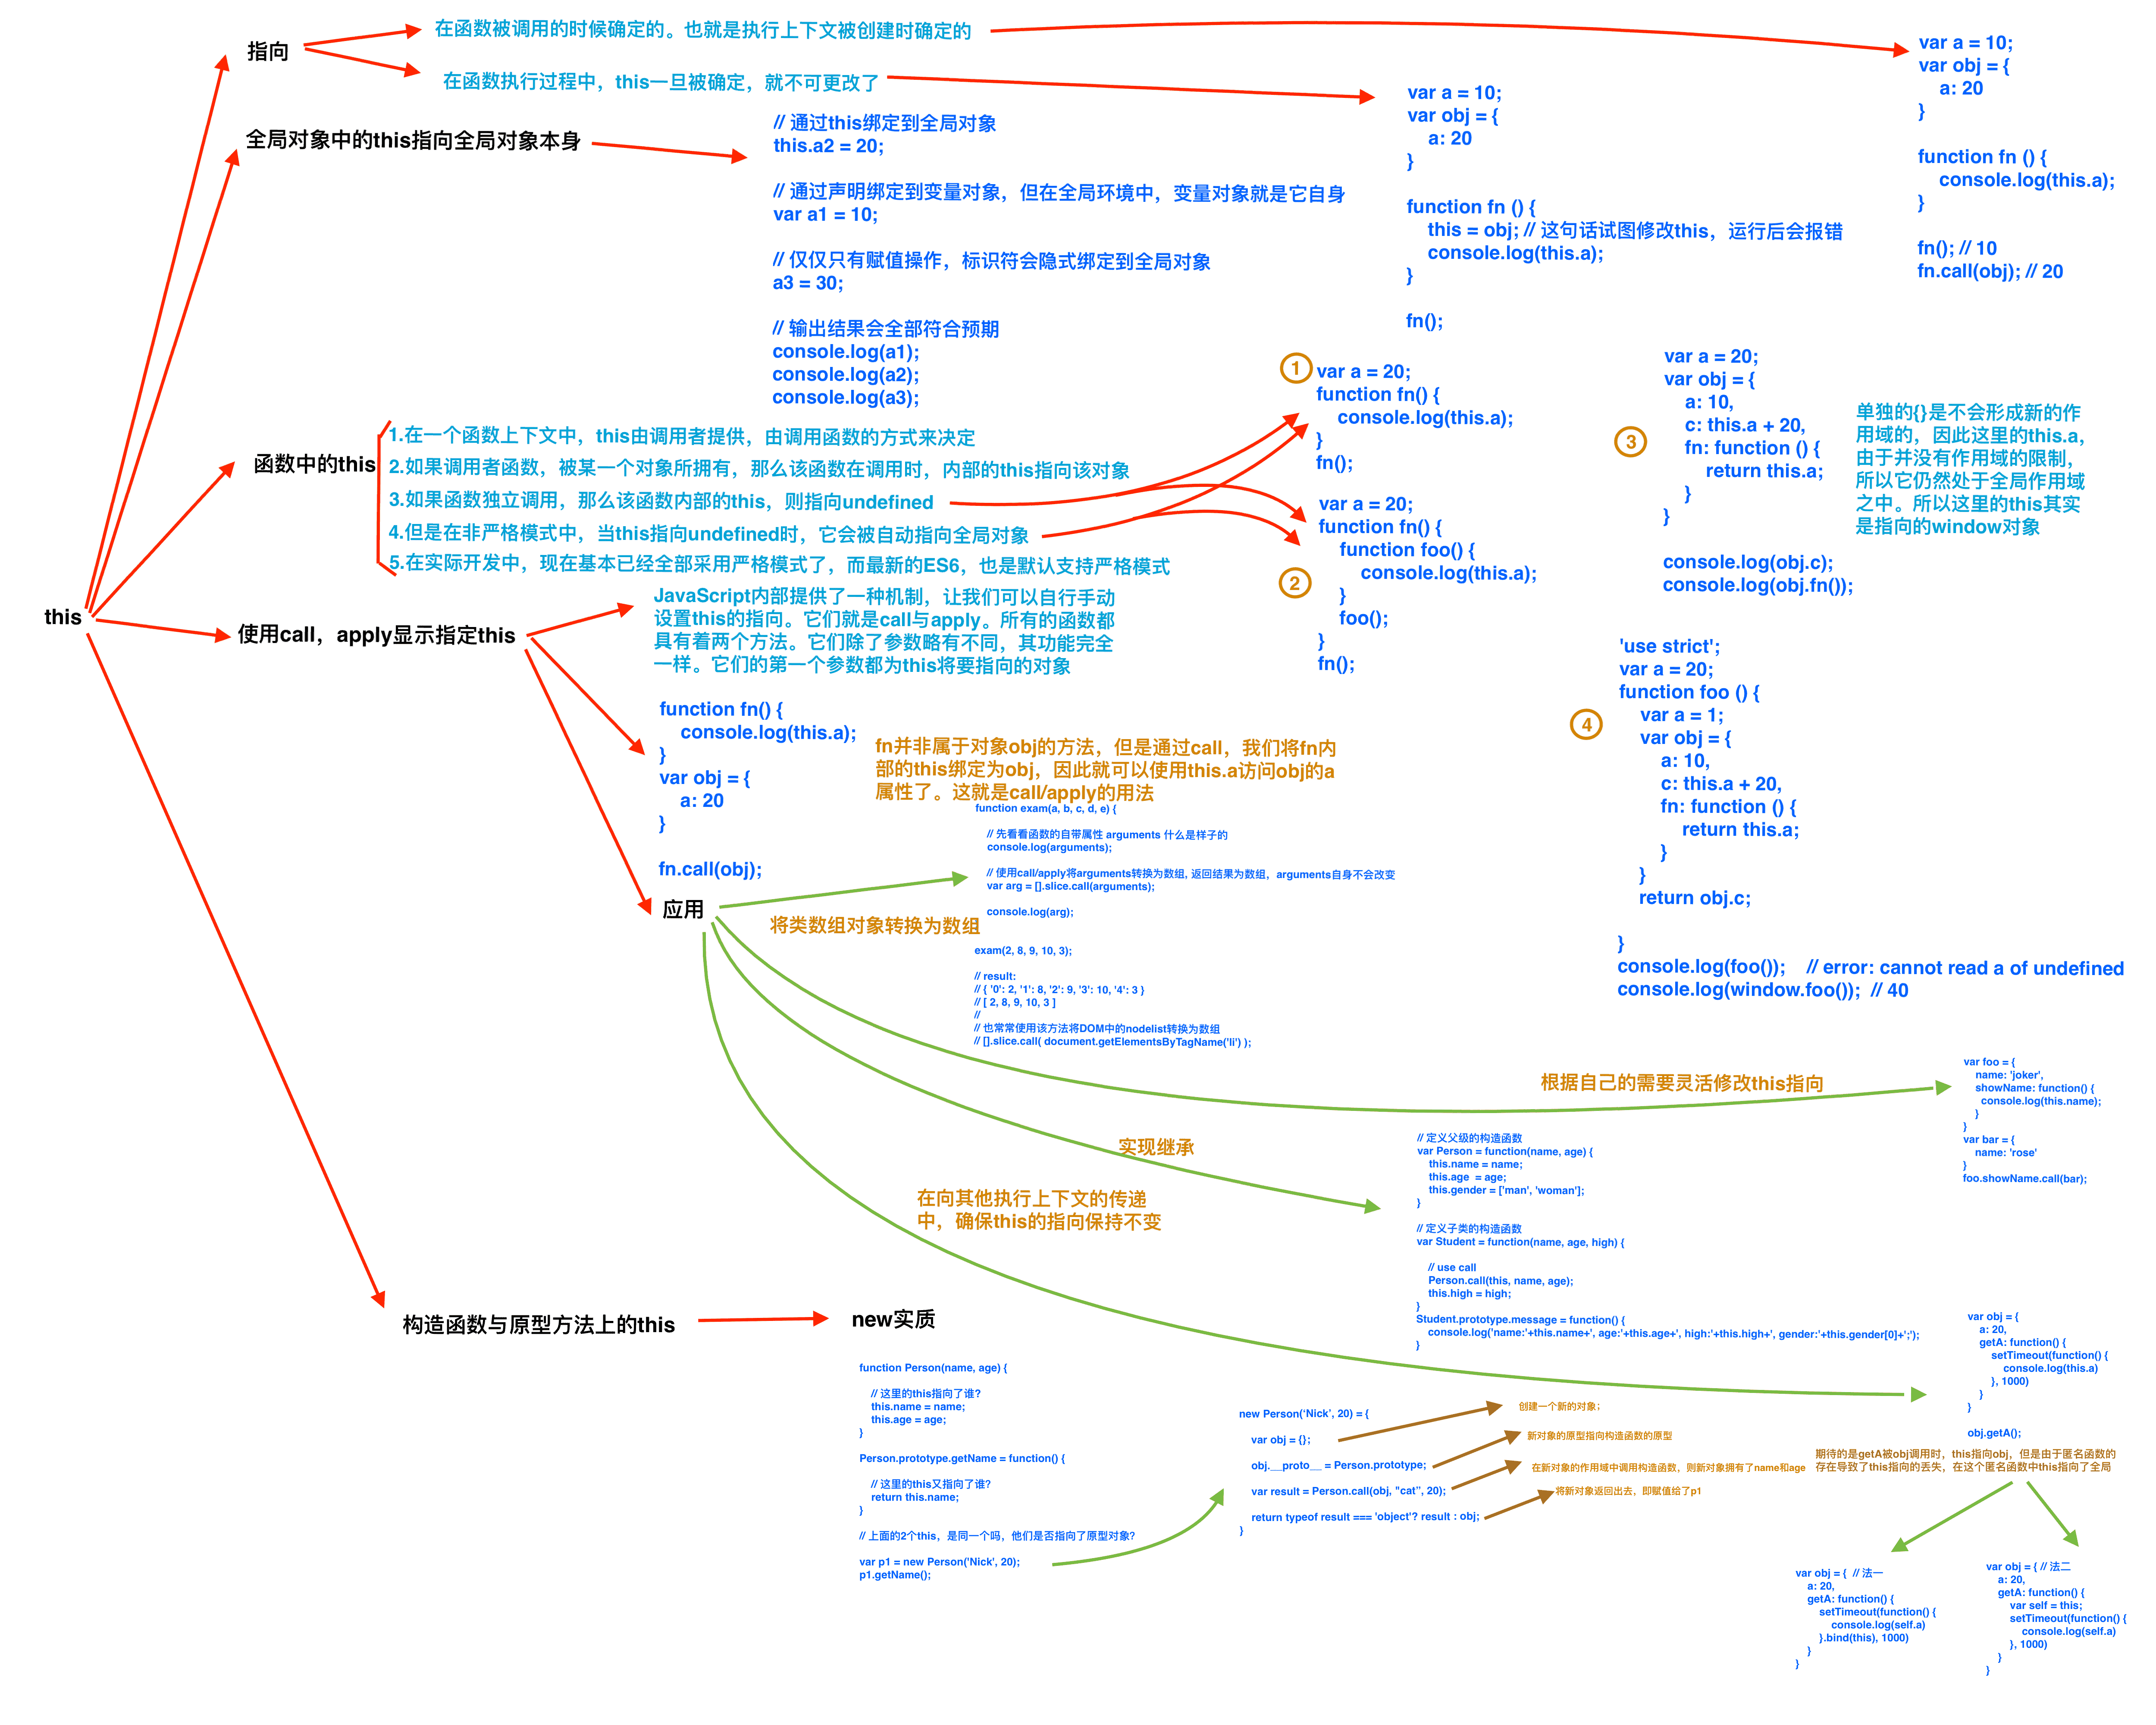 this
指向
在函数被调用的时候确定的。也就是执行上下文被创建时确定的
var a = 10;
var obj = {
a: 20
}
function fn () {
console.log(this.a);
}
fn(); // 10
fn.call(obj); // 20
在函数执行过程中，this一旦被确定，就不可更改了
var a = 10;
var obj = {
a: 20
}
function fn () {
this = obj; // 这句话试图修改this，运行后会报错
console.log(this.a);
}
fn();
全局对象中的this指向全局对象本身
// 通过this绑定到全局对象
this.a2 = 20;
// 通过声明绑定到变量对象，但在全局环境中，变量对象就是它自身
var a1 = 10;
// 仅仅只有赋值操作，标识符会隐式绑定到全局对象
a3 = 30;
// 输出结果会全部符合预期
console.log(a1);
console.log(a2);
console.log(a3);
函数中的this
1.在一个函数上下文中，this由调用者提供，由调用函数的方式来决定
2.如果调用者函数，被某一个对象所拥有，那么该函数在调用时，内部的this指向该对象
3.如果函数独立调用，那么该函数内部的this，则指向undefined
4.但是在非严格模式中，当this指向undefined时，它会被自动指向全局对象
5.在实际开发中，现在基本已经全部采用严格模式了，而最新的ES6，也是默认支持严格模式
1
var a = 20;
function fn() {
console.log(this.a);
}
fn();
2
var a = 20;
function fn() {
function foo() {
console.log(this.a);
}
foo();
}
fn();
3
var a = 20;
var obj = {
a: 10,
c: this.a + 20,
fn: function () {
return this.a;
}
}
console.log(obj.c);
console.log(obj.fn());
单独的{}是不会形成新的作
用域的，因此这里的this.a，
由于并没有作用域的限制，
所以它仍然处于全局作用域
之中。所以这里的this其实
是指向的window对象
4
'use strict';
var a = 20;
function foo () {
var a = 1;
var obj = {
a: 10,
c: this.a + 20,
fn: function () {
return this.a;
}
}
return obj.c;
}
console.log(foo()); // error: cannot read a of undefined
console.log(window.foo()); // 40
使用call，apply显示指定this
JavaScript内部提供了一种机制，让我们可以自行手动
设置this的指向。它们就是call与apply。所有的函数都
具有着两个方法。它们除了参数略有不同，其功能完全
一样。它们的第一个参数都为this将要指向的对象
function fn() {
console.log(this.a);
}
var obj = {
a: 20
}
fn.call(obj);
fn并非属于对象obj的方法，但是通过call，我们将fn内
部的this绑定为obj，因此就可以使用this.a访问obj的a
属性了。这就是call/apply的用法
应用
将类数组对象转换为数组
function exam(a, b, c, d, e) {
// 先看看函数的自带属性 arguments 什么是样子的
console.log(arguments);
// 使用call/apply将arguments转换为数组, 返回结果为数组，arguments自身不会改变
var arg = [].slice.call(arguments);
console.log(arg);
exam(2, 8, 9, 10, 3);
// result:
// { '0': 2, '1': 8, '2': 9, '3': 10, '4': 3 }
// [ 2, 8, 9, 10, 3 ]
//
// 也常常使用该方法将DOM中的nodelist转换为数组
// [].slice.call( document.getElementsByTagName('li') );
根据自己的需要灵活修改this指向
var foo = {
name: 'joker',
showName: function() {
console.log(this.name);
}
}
var bar = {
name: 'rose'
}
foo.showName.call(bar);
实现继承
// 定义父级的构造函数
var Person = function(name, age) {
this.name = name;
this.age  = age;
this.gender = ['man', 'woman'];
}
// 定义子类的构造函数
var Student = function(name, age, high) {
// use call
Person.call(this, name, age);
this.high = high;
}
Student.prototype.message = function() {
console.log('name:'+this.name+', age:'+this.age+', high:'+this.high+', gender:'+this.gender[0]+';');
}
在向其他执行上下文的传递
中，确保this的指向保持不变
var obj = {
a: 20,
getA: function() {
setTimeout(function() {
console.log(this.a)
}, 1000)
}
}
obj.getA();
期待的是getA被obj调用时，this指向obj，但是由于匿名函数的
存在导致了this指向的丢失，在这个匿名函数中this指向了全局
var obj = { // 法一
a: 20,
getA: function() {
setTimeout(function() {
console.log(self.a)
}.bind(this), 1000)
}
}
var obj = { // 法二
a: 20,
getA: function() {
var self = this;
setTimeout(function() {
console.log(self.a)
}, 1000)
}
}
构造函数与原型方法上的this
new实质
function Person(name, age) {
// 这里的this指向了谁?
this.name = name;
this.age = age;
}
Person.prototype.getName = function() {
// 这里的this又指向了谁?
return this.name;
}
// 上面的2个this，是同一个吗，他们是否指向了原型对象?
var p1 = new Person('Nick', 20);
p1.getName();
new Person(‘Nick’, 20) = {
var obj = {};
obj.__proto__ = Person.prototype;
var result = Person.call(obj, "cat”, 20);
return typeof result === 'object'? result : obj;
}
创建一个新的对象；
新对象的原型指向构造函数的原型
在新对象的作用域中调用构造函数，则新对象拥有了name和age
将新对象返回出去，即赋值给了p1